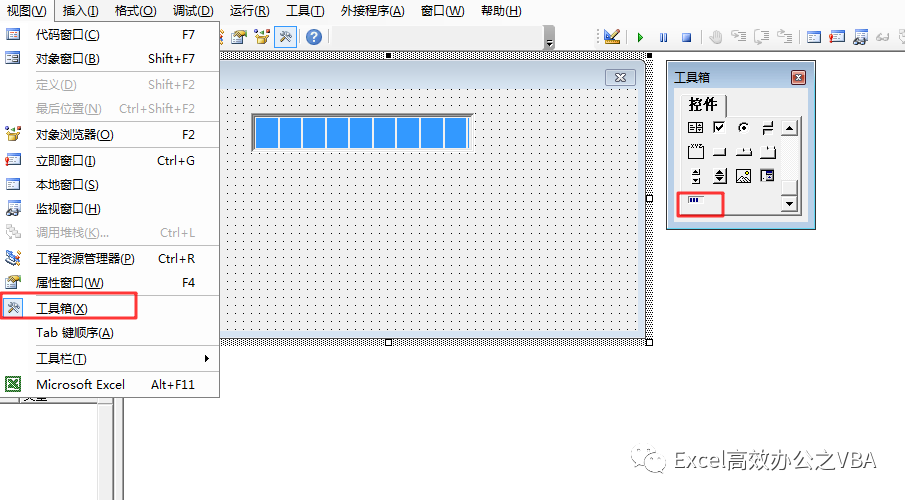 视图(V) 插入(I) 格式(O) 调试(D) 运行(R) 工具(T) 外接程序(A) 窗口(W) 帮助(H)
代码窗口(C) F7
对象窗口(B) Shift+F7
定义(D) Shift+F2
最后位置(N) Ctrl+Shift+F2
对象浏览器(O) F2
立即窗口(I) Ctrl+G
本地窗口(S)
监视窗口(H)
调用堆栈(K)... Ctrl+L
工程资源管理器(P) Ctrl+R
属性窗口(W) F4
工具箱(X)
Tab 键顺序(A)
工具栏(T)
Microsoft Excel Alt+F11
工具箱
控件
XYZ
Excel高效办公之VBA